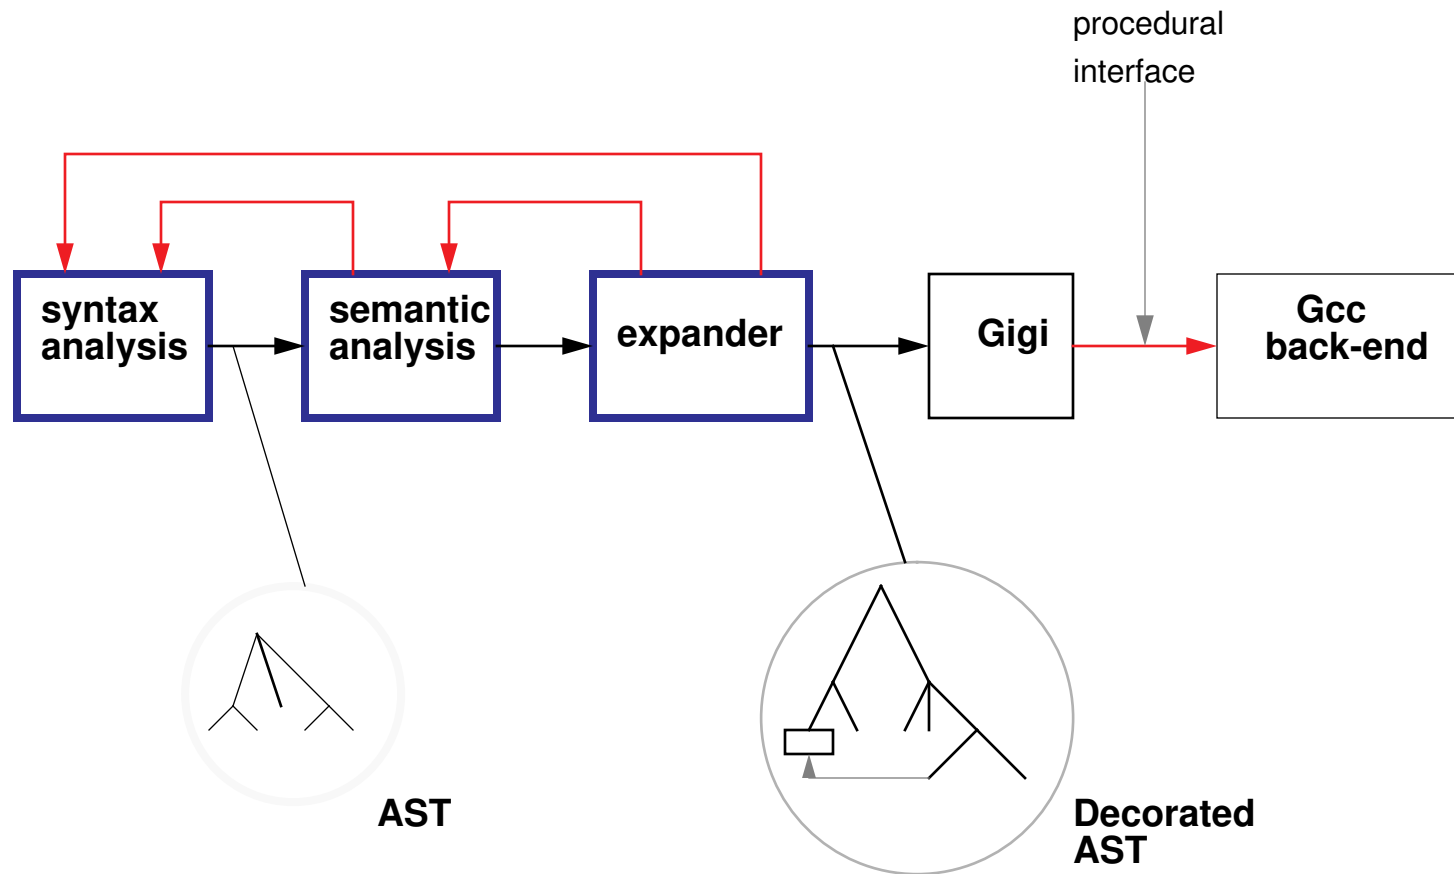 procedural
interface
syntax
analysis
semantic
analysis
expander
Gigi
Gcc
back-end
AST
Decorated
AST